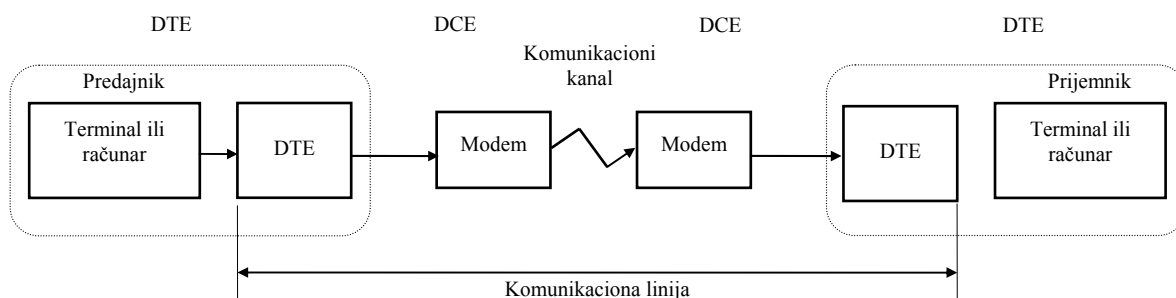 DTE
DCE
DCE
DTE
Komunikacioni
kanal
Predajnik
Prijemnik
Terminal ili
računar
DTE
Modem
Modem
DTE
Terminal ili
računar
Komunikaciona linija